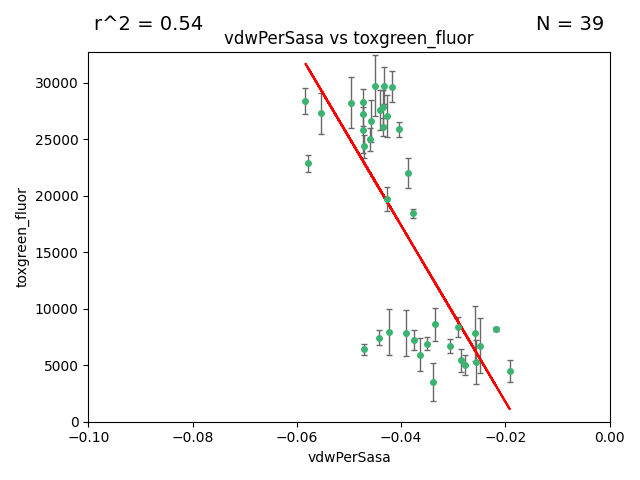 r^2 = 0.54
N = 39
vdwPerSasa vs toxgreen_fluor
30000
25000
20000
15000
10000
5000
0
toxgreen_fluor
−0.10
−0.08
−0.06
−0.04
−0.02
0.00
vdwPerSasa